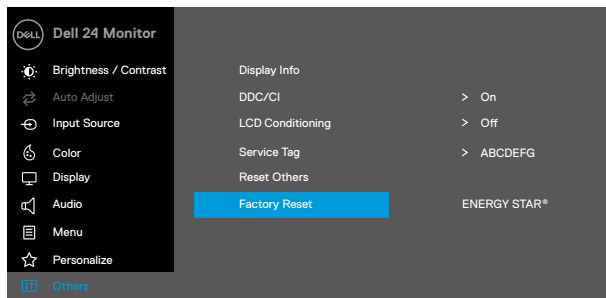 DELL Dell 24 Monitor
Brightness / Contrast Display Info
Auto Adjust DDC/CI > On
Input Source LCD Conditioning > Off
Color Service Tag > ABCDEFG
Display Reset Others
Audio Factory Reset ENERGY STAR®
Menu
Personalize
Others